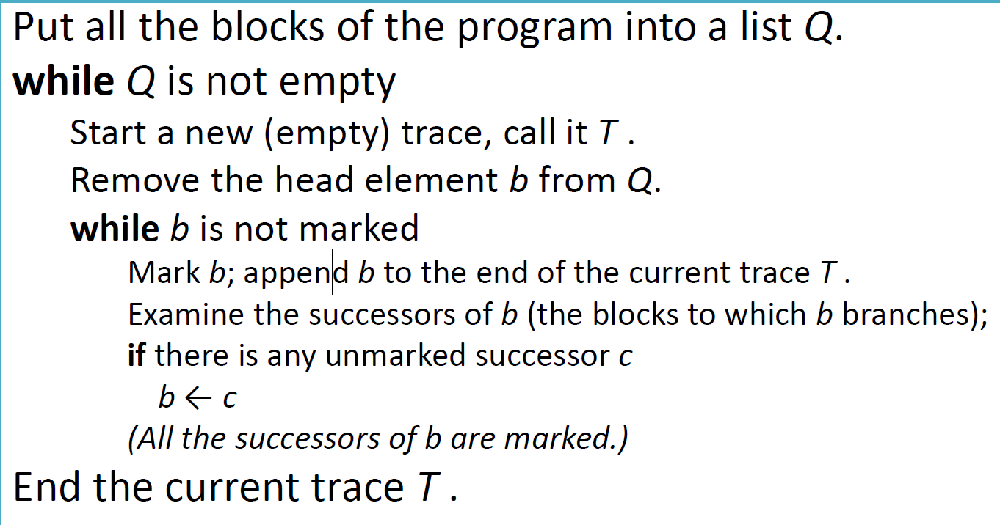 Put all the blocks of the program into a list Q.
while Q is not empty
Start a new (empty) trace, call it T .
Remove the head element b from Q.
while b is not marked
Mark b; append b to the end of the current trace T .
Examine the successors of b (the blocks to which b branches);
if there is any unmarked successor c
b ← c
(All the successors of b are marked.)
End the current trace T .